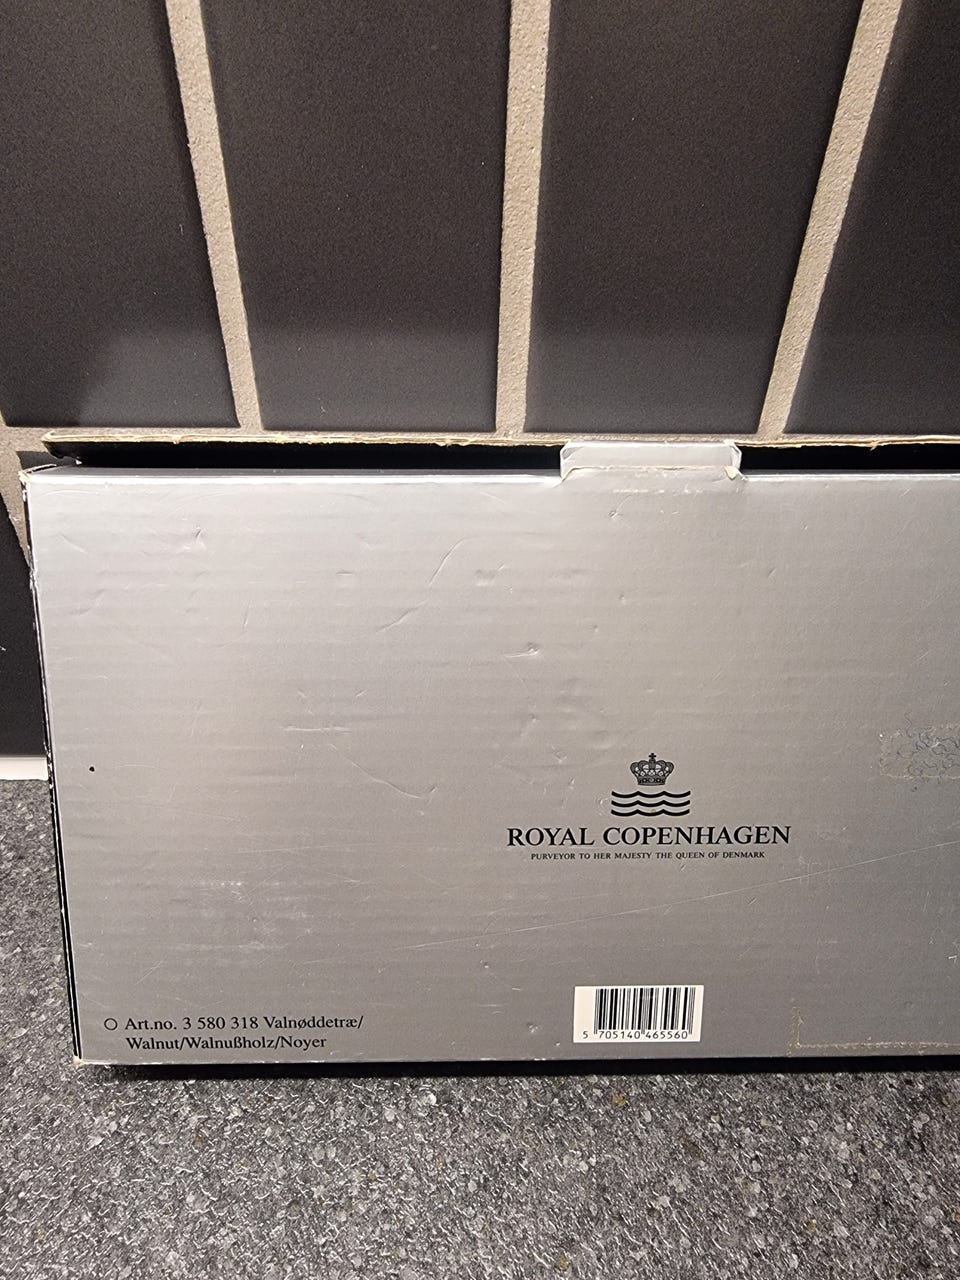 ROYAL COPENHAGEN
PURVEYOR TO HER MAJESTY THE QUEEN OF DENMARK
Art.no. 3 580 318 Valnøddetræ/
Walnut/Walnußholz/Noyer
5 705140 465560